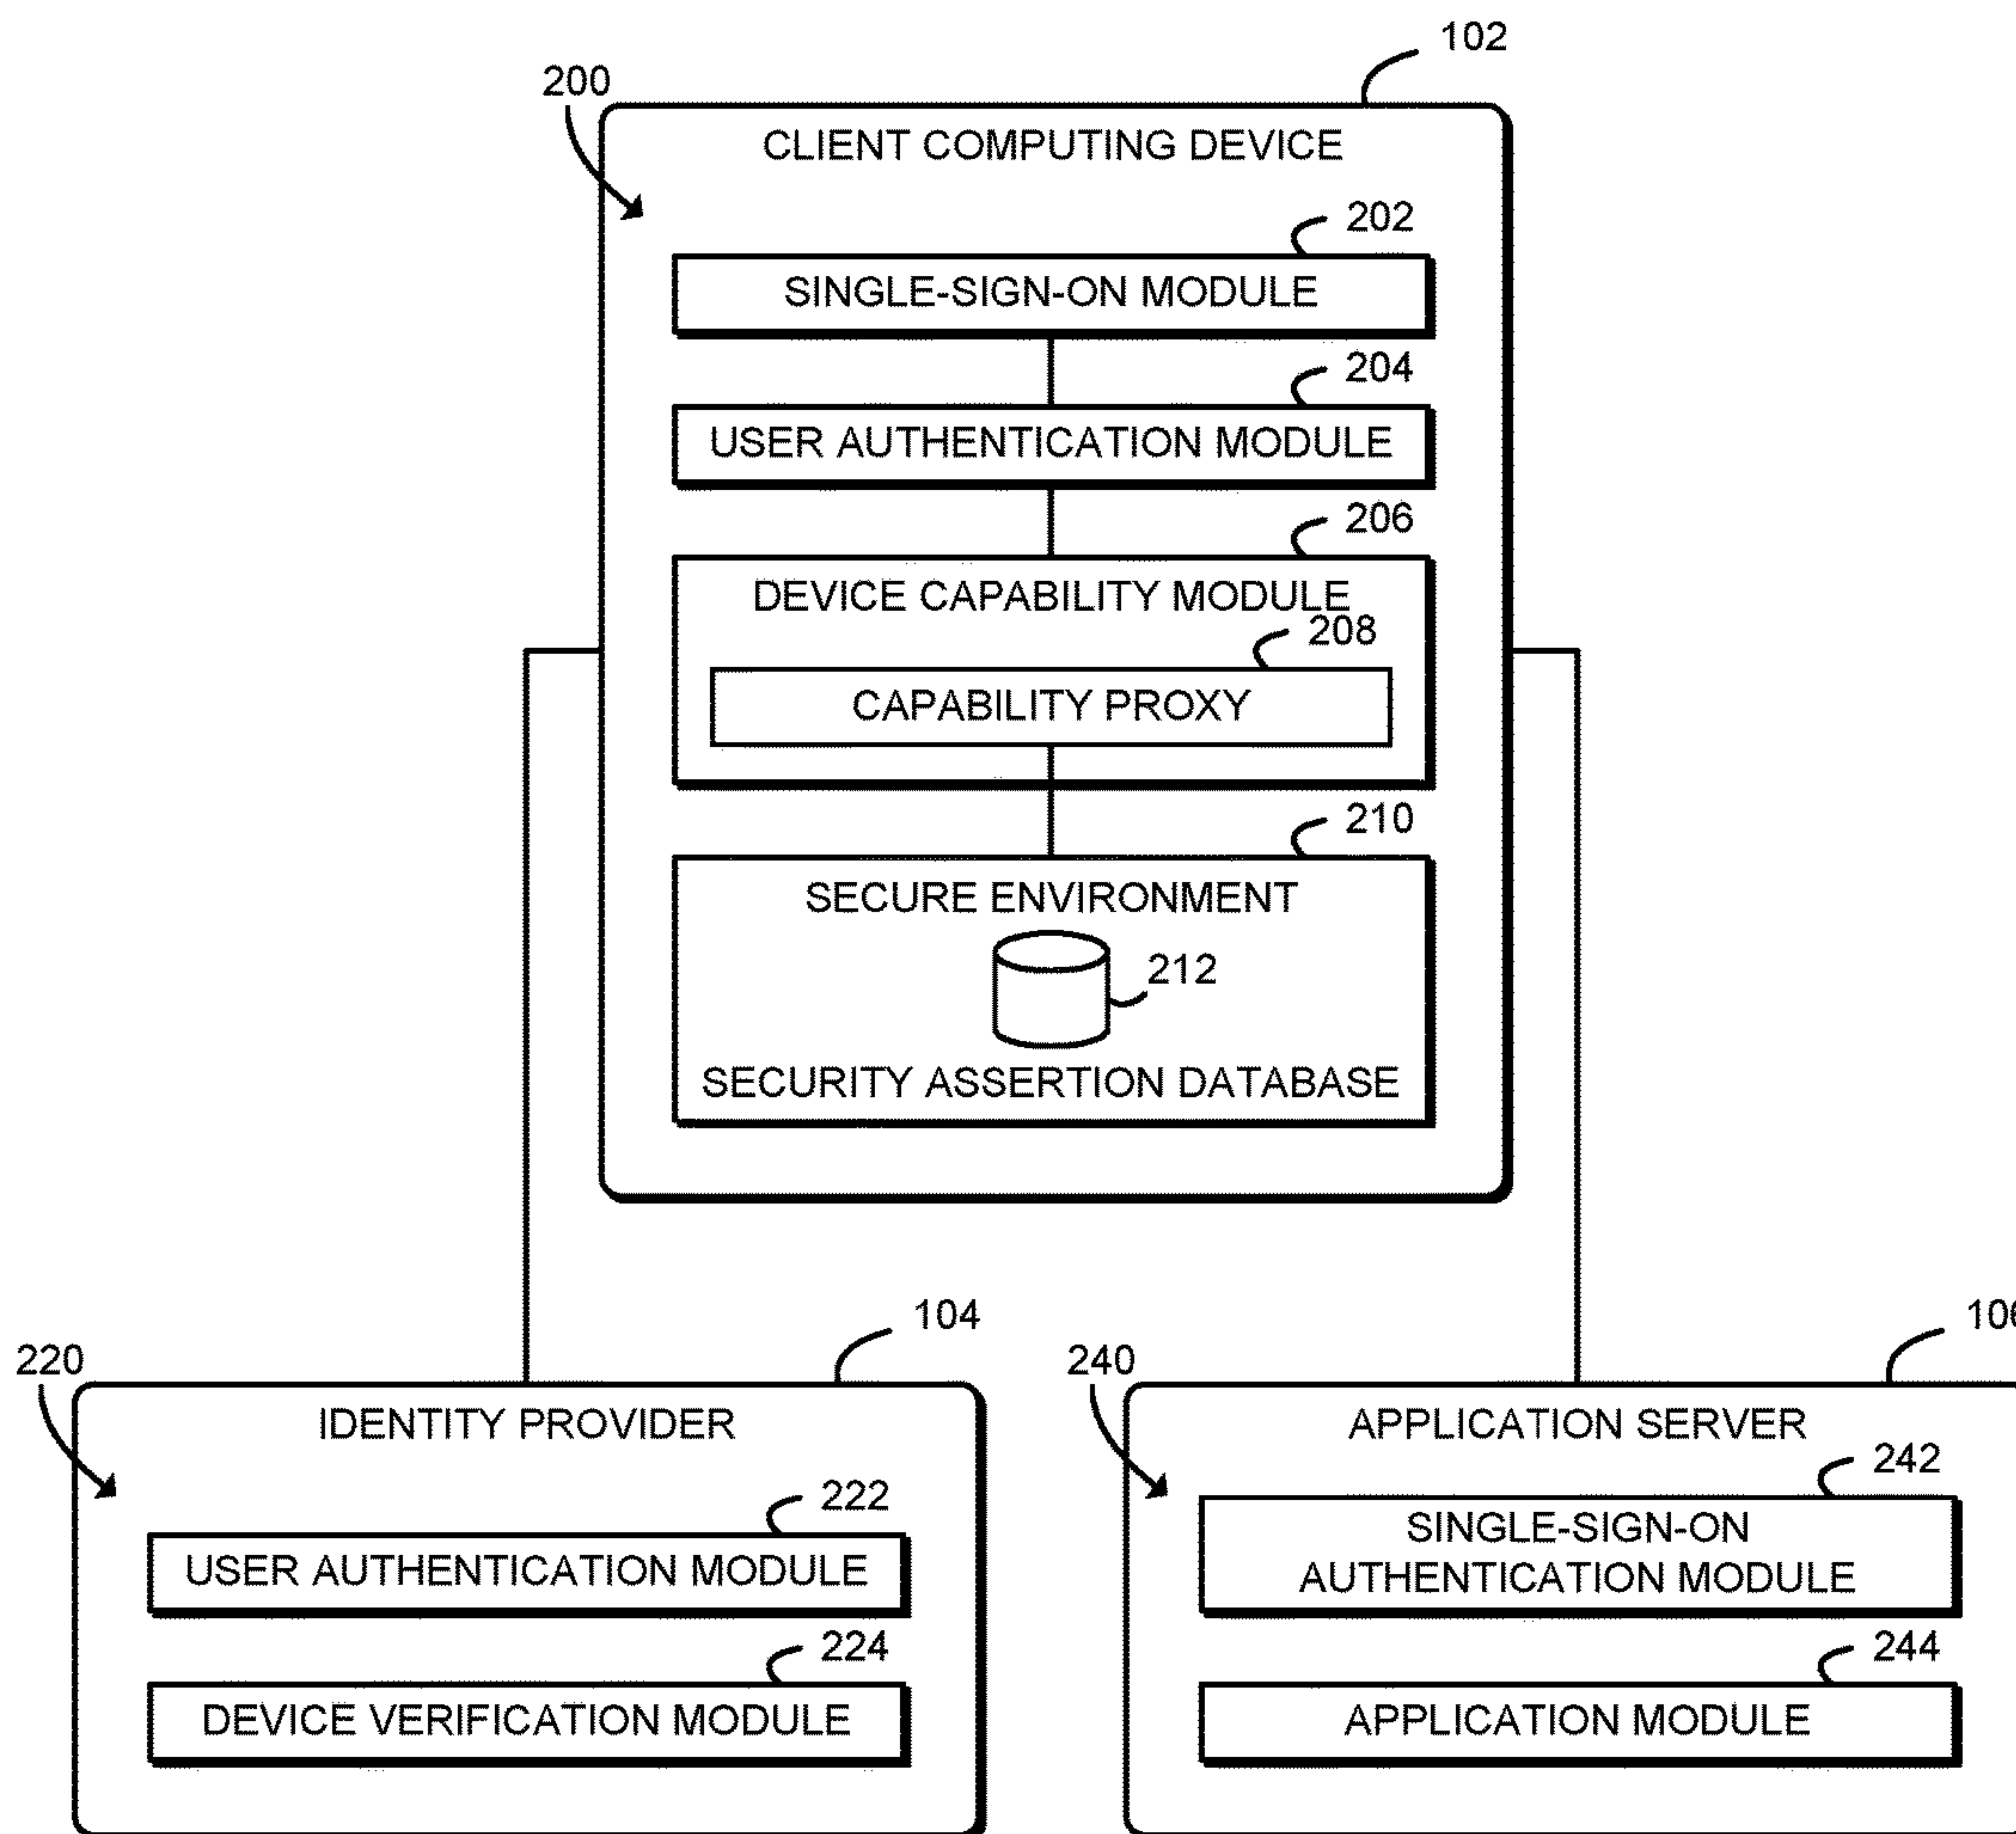 102
200
CLIENT COMPUTING DEVICE
202
SINGLE-SIGN-ON MODULE
204
USER AUTHENTICATION MODULE
206
DEVICE CAPABILITY MODULE
208
CAPABILITY PROXY
210
SECURE ENVIRONMENT
212
SECURITY ASSERTION DATABASE
104
220
IDENTITY PROVIDER
222
USER AUTHENTICATION MODULE
224
DEVICE VERIFICATION MODULE
106
240
APPLICATION SERVER
242
SINGLE-SIGN-ON
AUTHENTICATION MODULE
244
APPLICATION MODULE